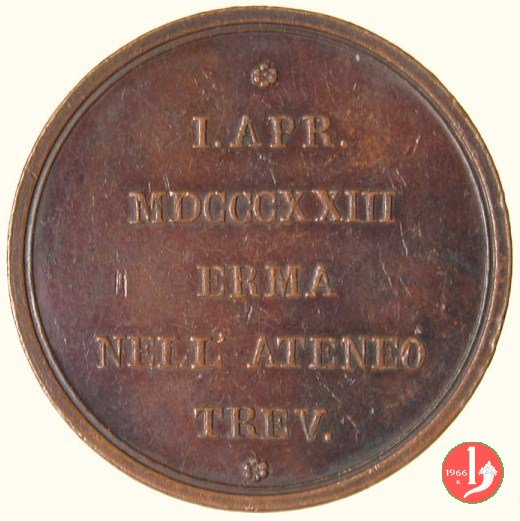 I. APR.
MDCCCXXIII
ERMA
NELL' ATENEO
TREV.
1966
K